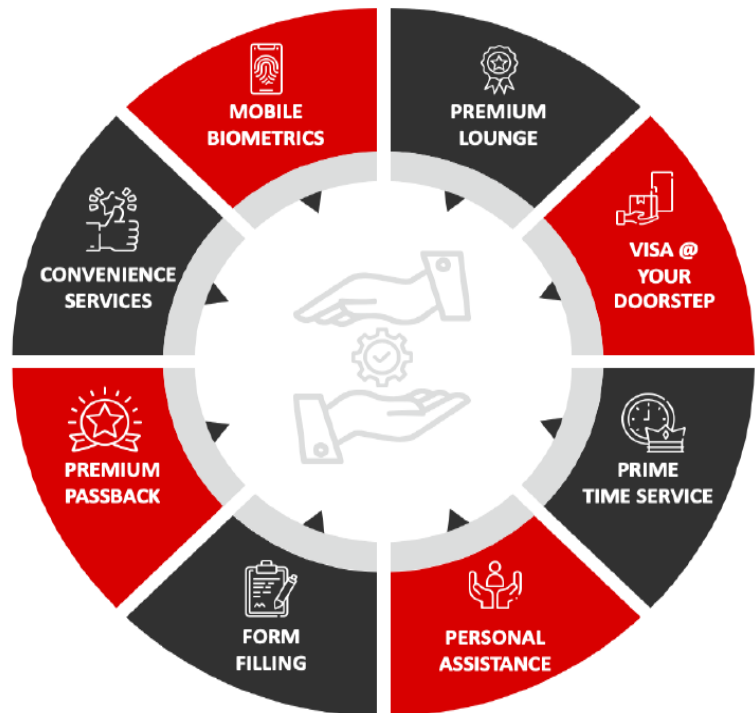 MOBILE
BIOMETRICS
PREMIUM
LOUNGE
VISA @
YOUR
DOORSTEP
PRIME
TIME SERVICE
PERSONAL
ASSISTANCE
FORM
FILLING
PREMIUM
PASSBACK
CONVENIENCE
SERVICES